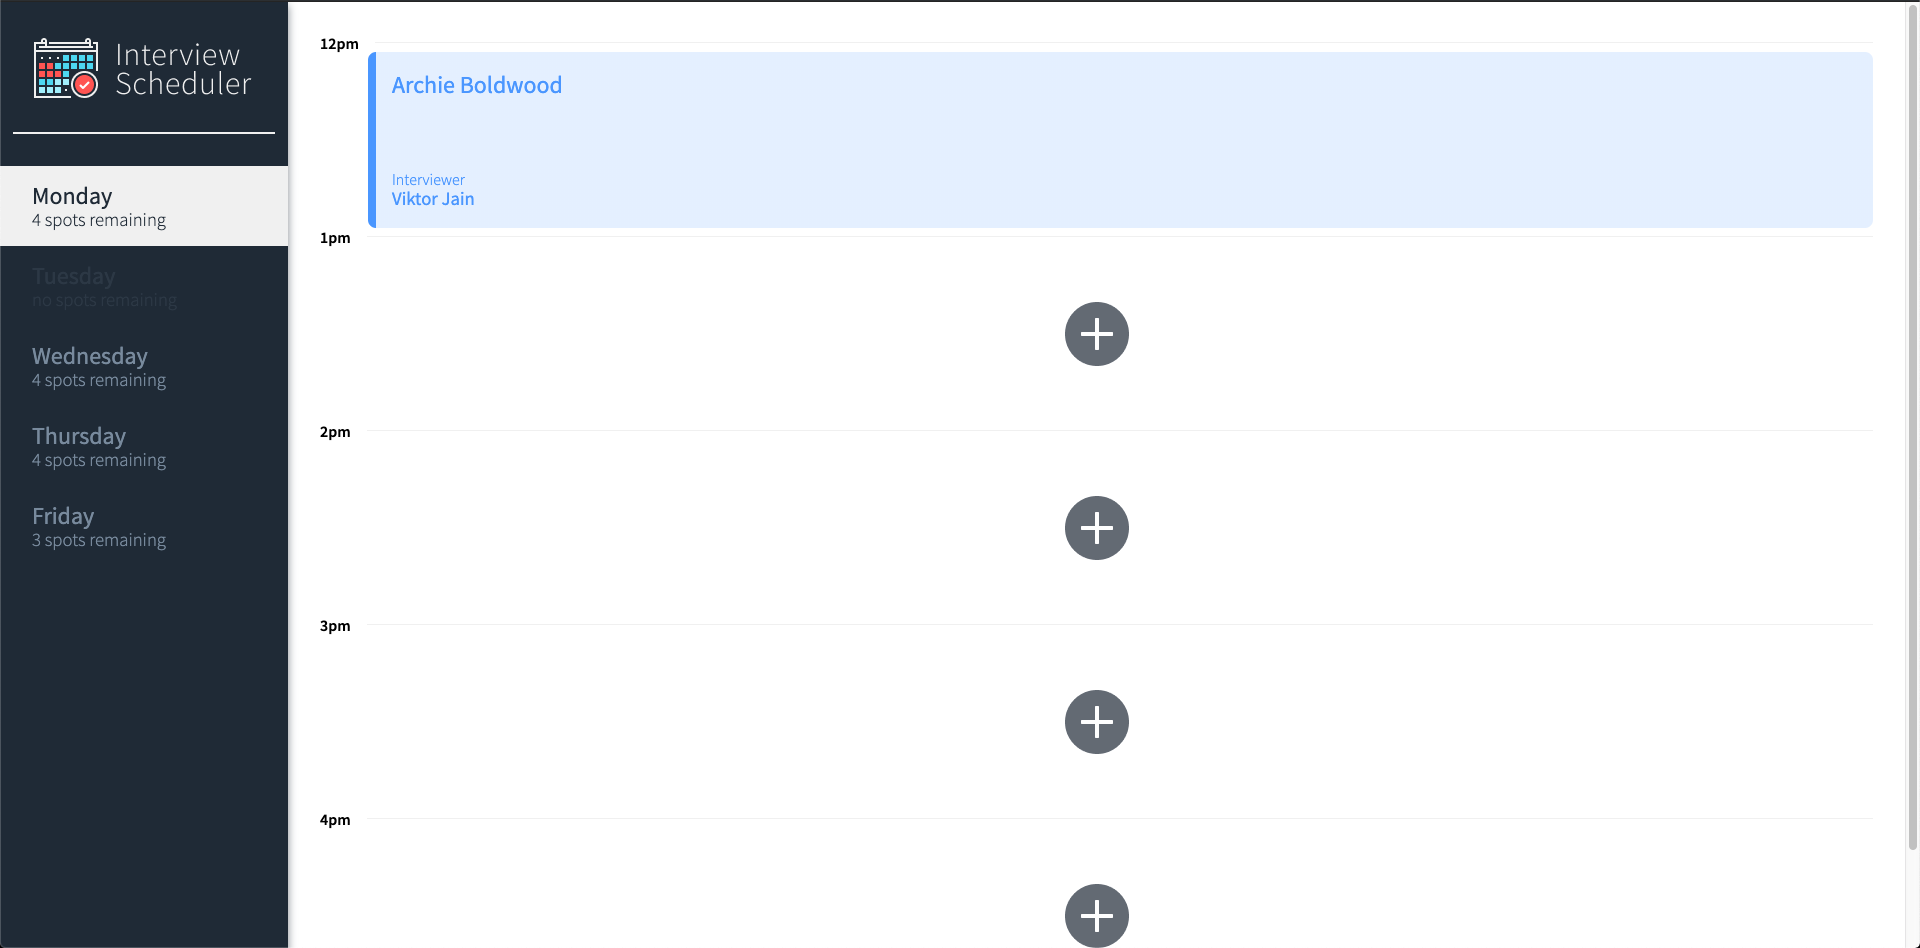 Interview
Scheduler
Monday
4 spots remaining
Tuesday
no spots remaining
Wednesday
4 spots remaining
Thursday
4 spots remaining
Friday
3 spots remaining
12pm
Archie Boldwood
Interviewer
Viktor Jain
1pm
2pm
3pm
4pm